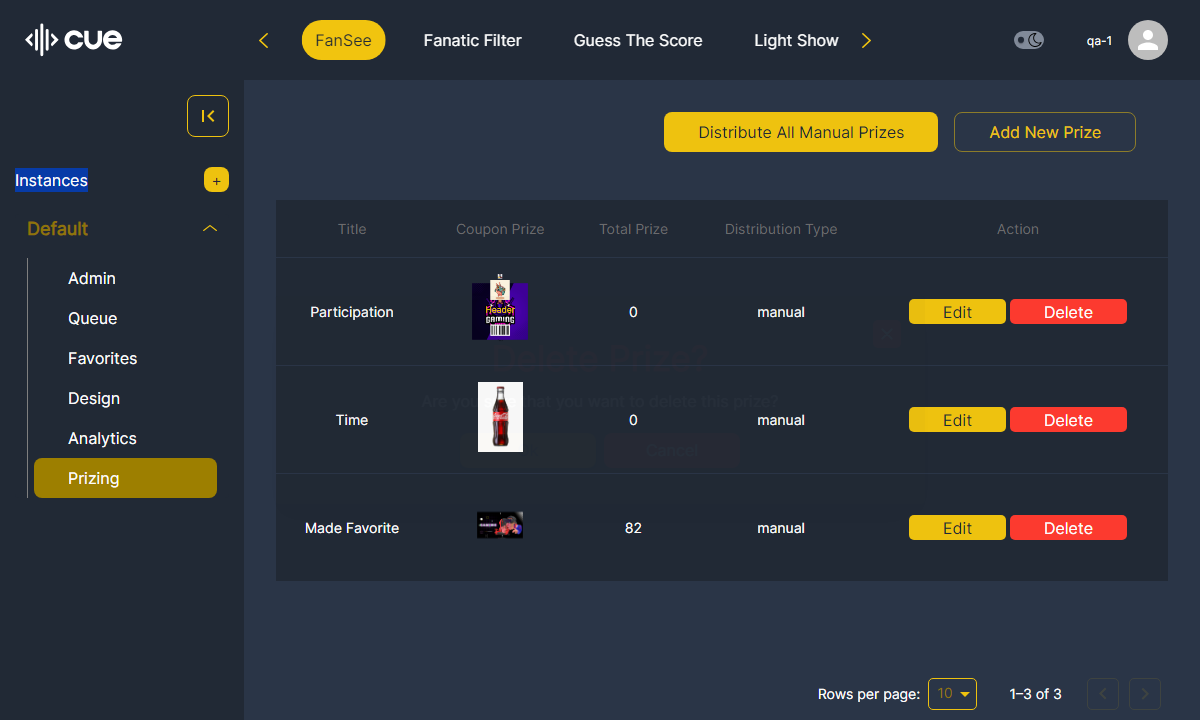 cue
FanSee
Fanatic Filter
Guess The Score
Light Show
qa-1
Distribute All Manual Prizes
Add New Prize
Instances
+
Default
Admin
Queue
Favorites
Design
Analytics
Prizing
Title Coupon Prize Total Prize Distribution Type Action
Participation
Header
GAMING
0 manual Edit Delete
Are you sure that you want to delete this prize?
Time 0 manual Edit Delete
Cancel
Made Favorite 82 manual Edit Delete
Rows per page: 10 1–3 of 3